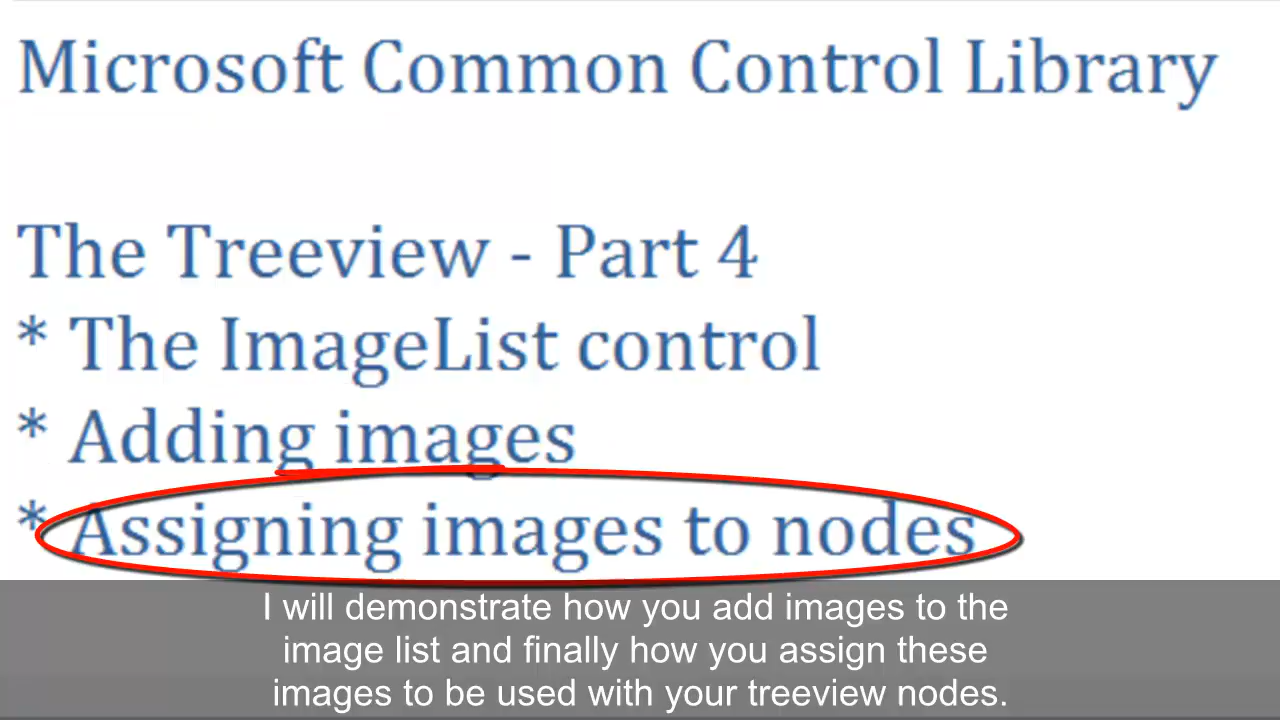 Microsoft Common Control Library
The Treeview - Part 4
* The ImageList control
* Adding images
* Assigning images to nodes
I will demonstrate how you add images to the
image list and finally how you assign these
images to be used with your treeview nodes.